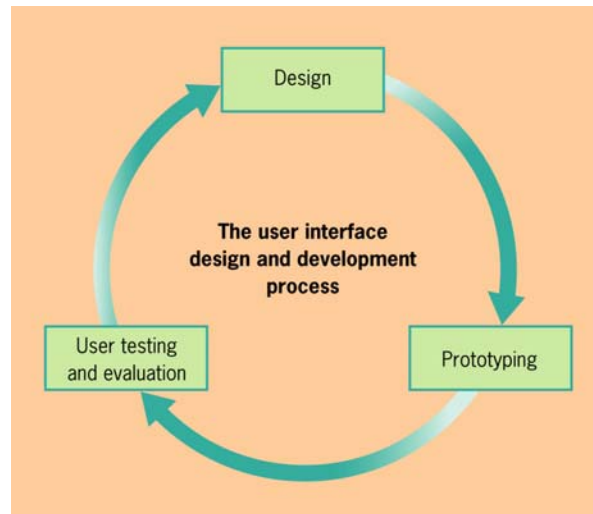 Design
The user interface
design and development
process
User testing
and evaluation
Prototyping